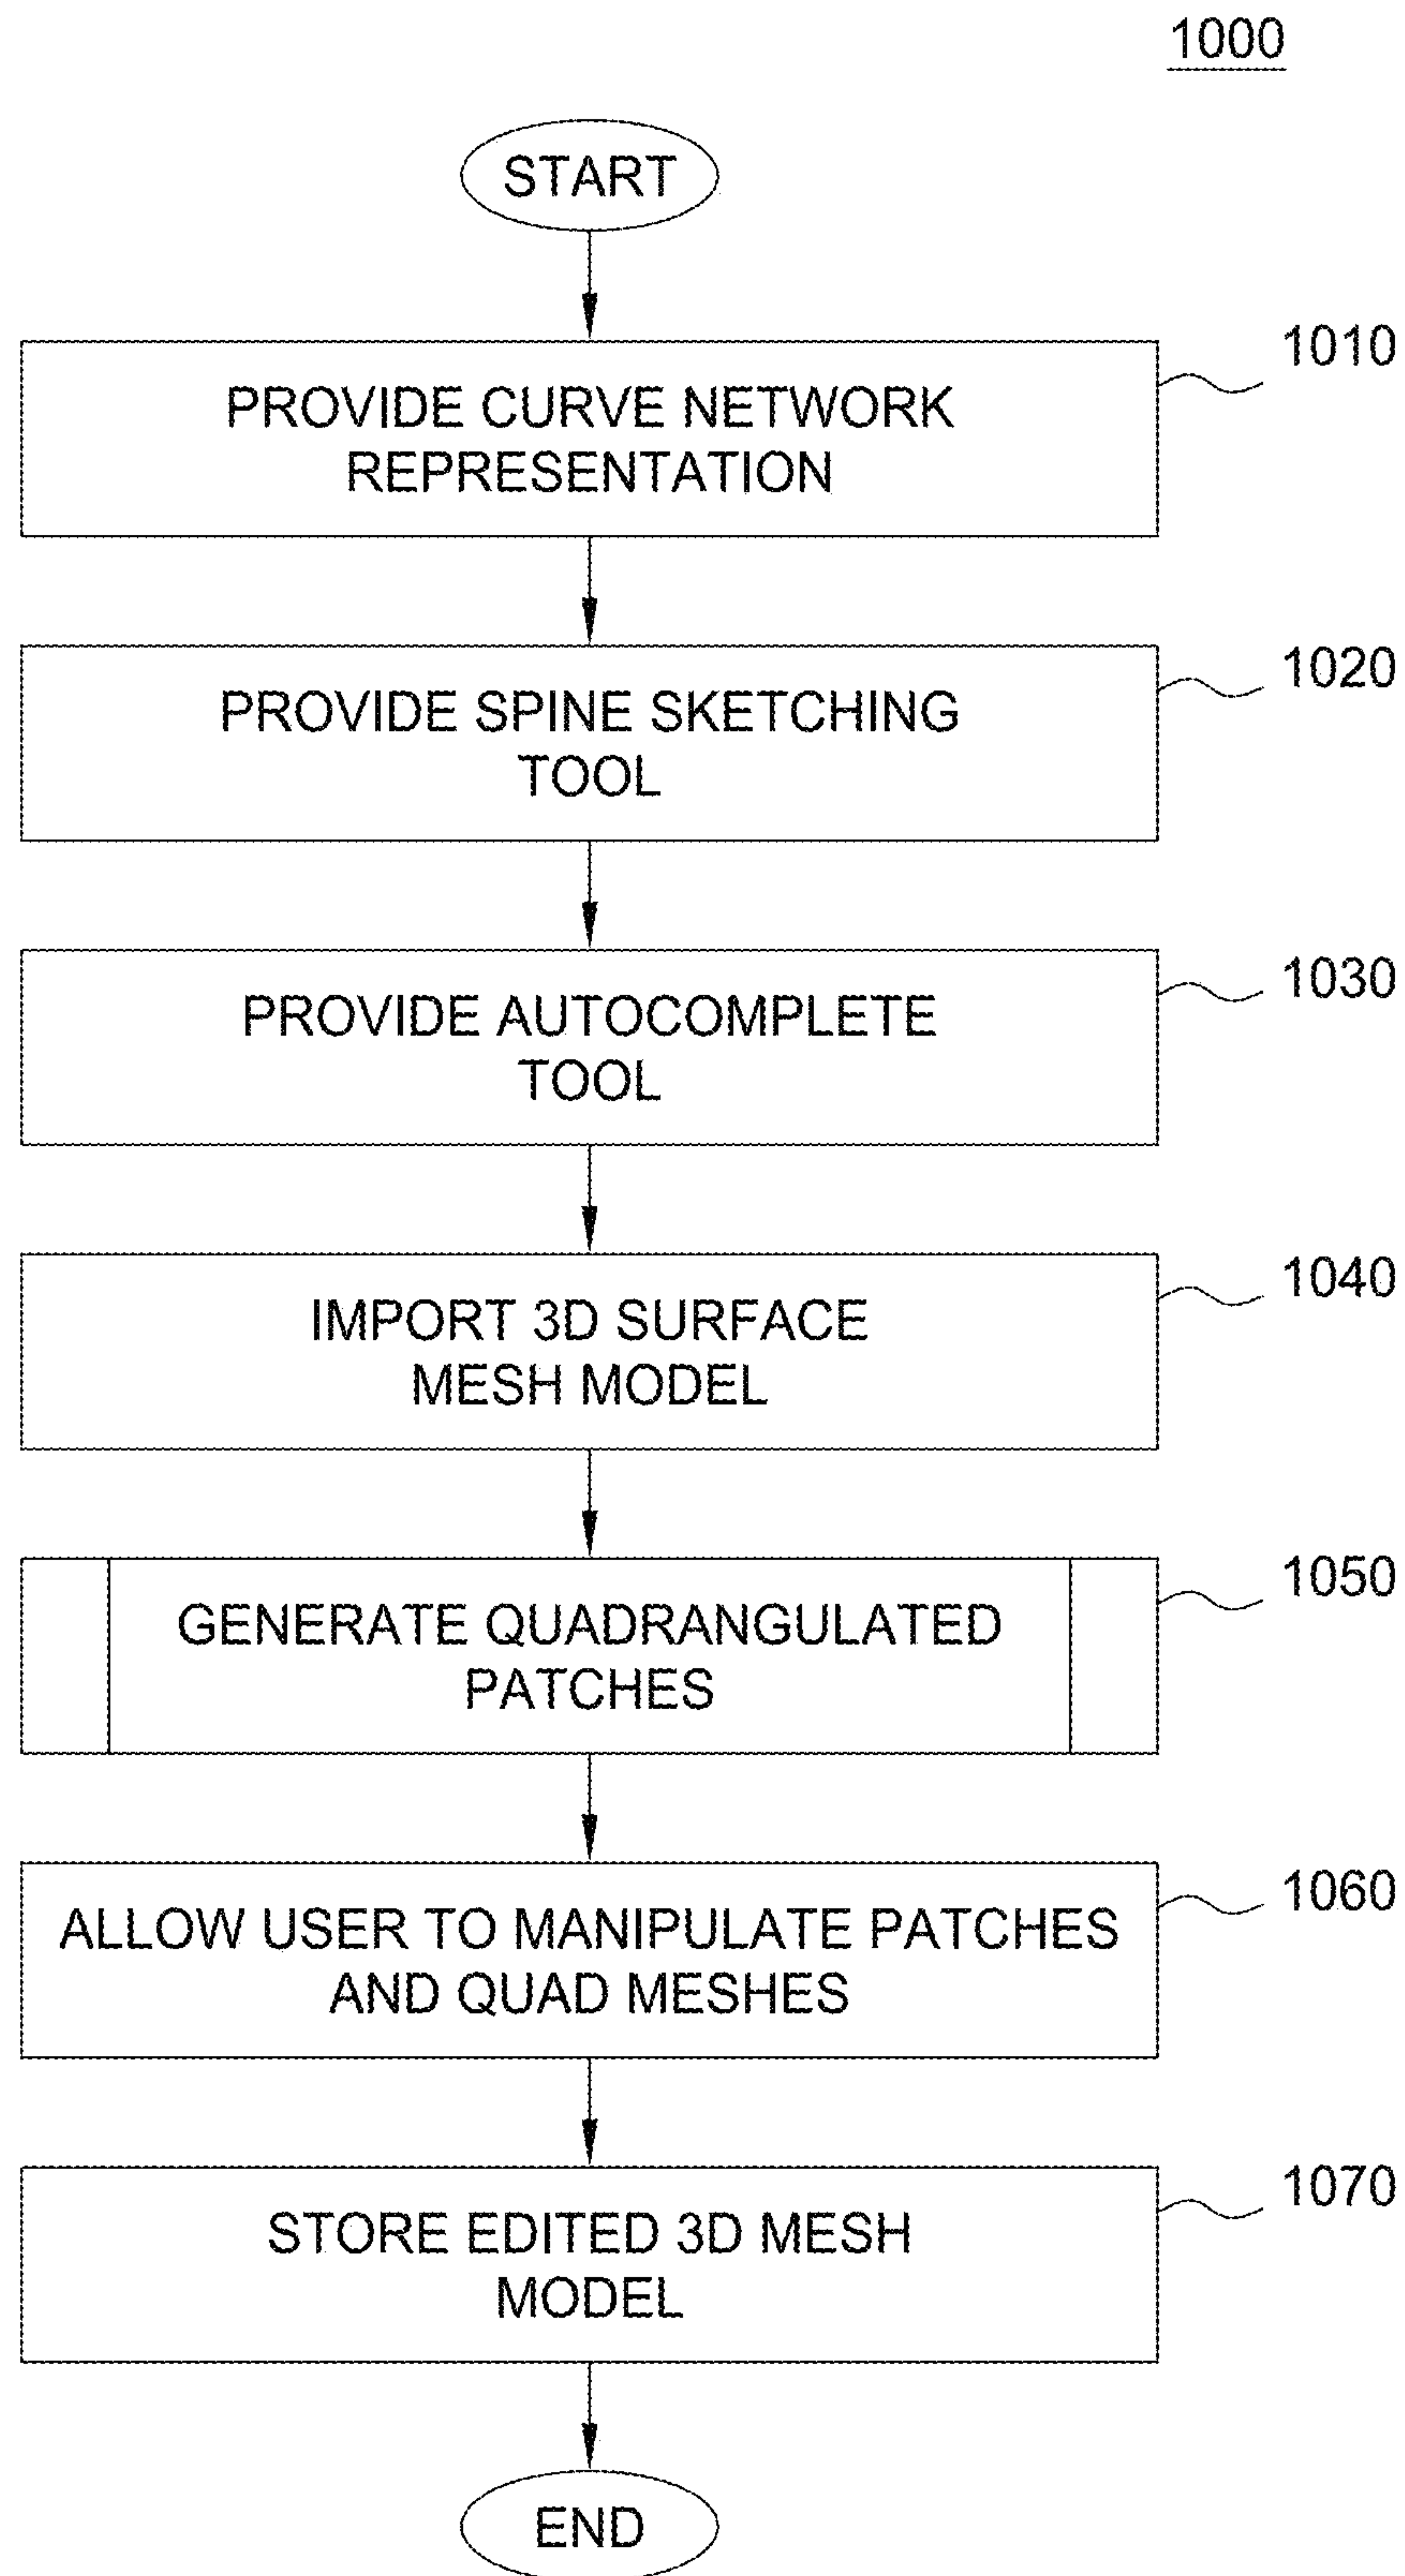 1000
START
PROVIDE CURVE NETWORK
REPRESENTATION
1010
PROVIDE SPINE SKETCHING
TOOL
1020
PROVIDE AUTOCOMPLETE
TOOL
1030
IMPORT 3D SURFACE
MESH MODEL
1040
GENERATE QUADRANGULATED
PATCHES
1050
ALLOW USER TO MANIPULATE PATCHES
AND QUAD MESHES
1060
STORE EDITED 3D MESH
MODEL
1070
END